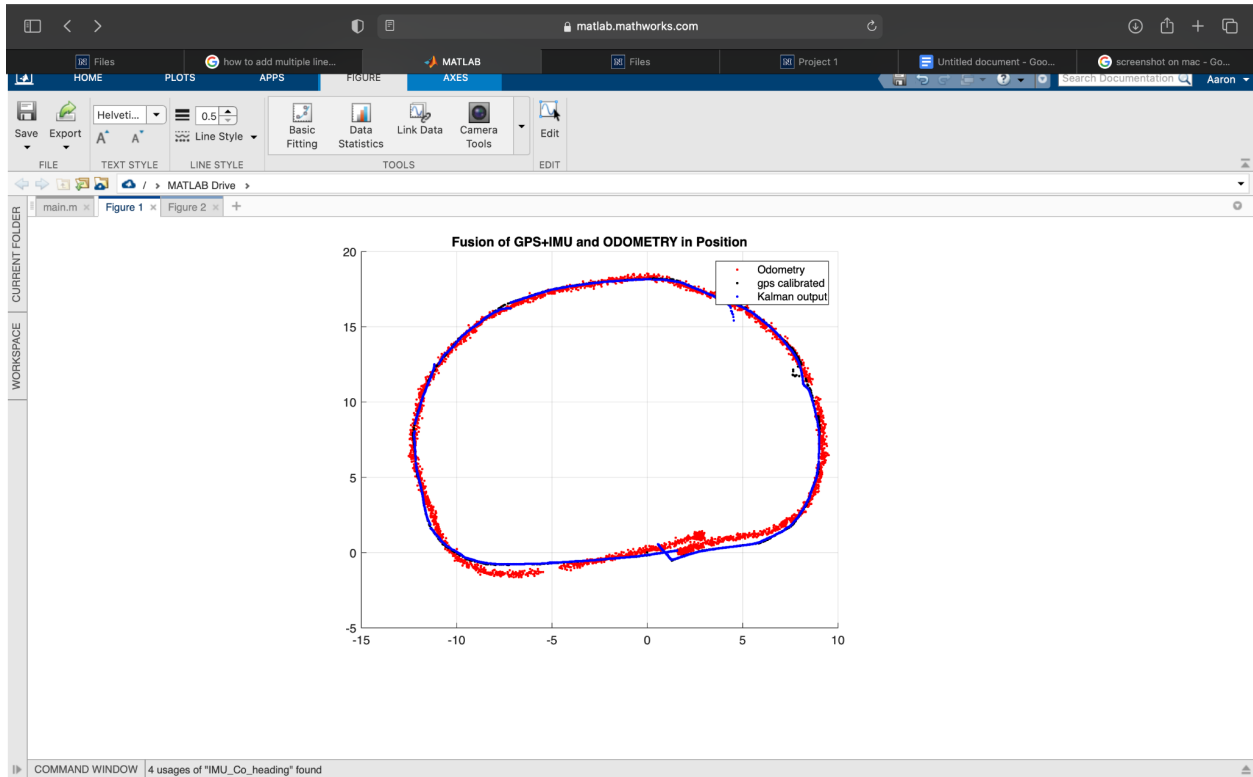 matlab.mathworks.com
Files
how to add multiple line...
MATLAB
Files
Project 1
Untitled document - Goo...
screenshot on mac - Go...
HOME
PLOTS
APPS
FIGURE
AXES
Search Documentation
Aaron
Save
Export
Helveti...
A A
0.5
Line Style
Basic Fitting
Data Statistics
Link Data
Camera Tools
Edit
FILE
TEXT STYLE
LINE STYLE
TOOLS
EDIT
/ > MATLAB Drive >
CURRENT FOLDER
WORKSPACE
main.m ×
Figure 1 ×
Figure 2 ×
+
Fusion of GPS+IMU and ODOMETRY in Position
Odometry
gps calibrated
Kalman output
20
15
10
5
0
-5
-15
-10
-5
0
5
10
COMMAND WINDOW
4 usages of "IMU_Co_heading" found